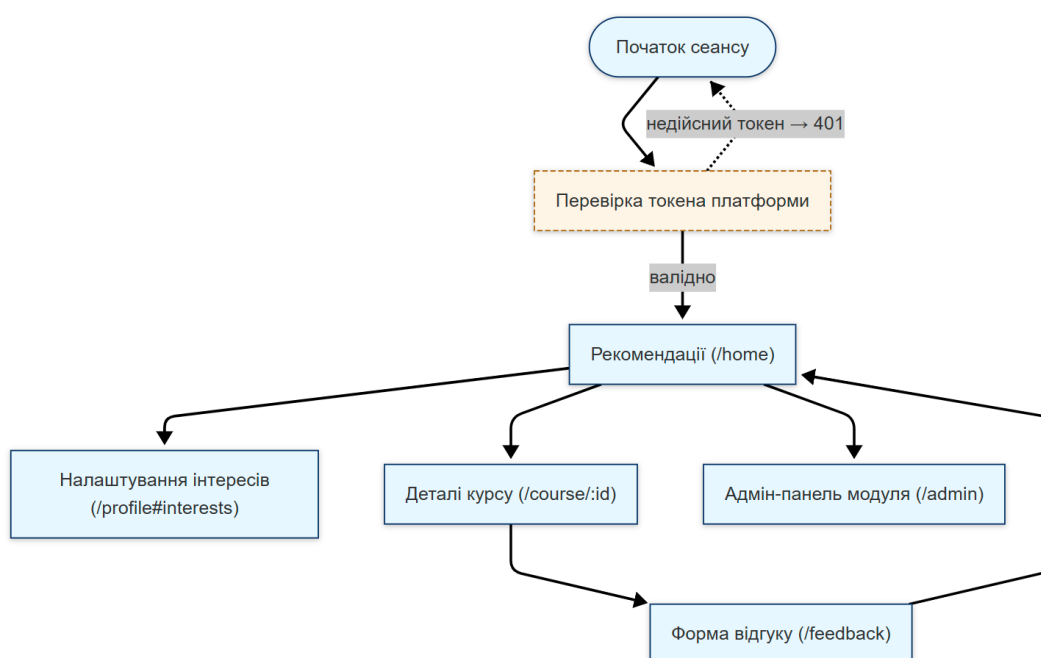 Початок сеансу
недійсний токен → 401
Перевірка токена платформи
валідно
Рекомендації (/home)
Налаштування інтересів
(/profile#interests)
Деталі курсу (/course/:id)
Адмін-панель модуля (/admin)
Форма відгуку (/feedback)